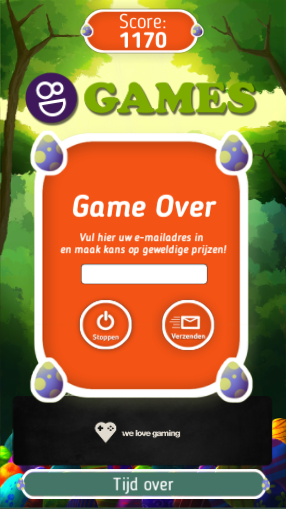 Score:
1170
GAMES
Game Over
Vul hier uw e-mailadres in
en maak kans op geweldige prijzen!
Stoppen
Verzenden
we love gaming
Tijd over